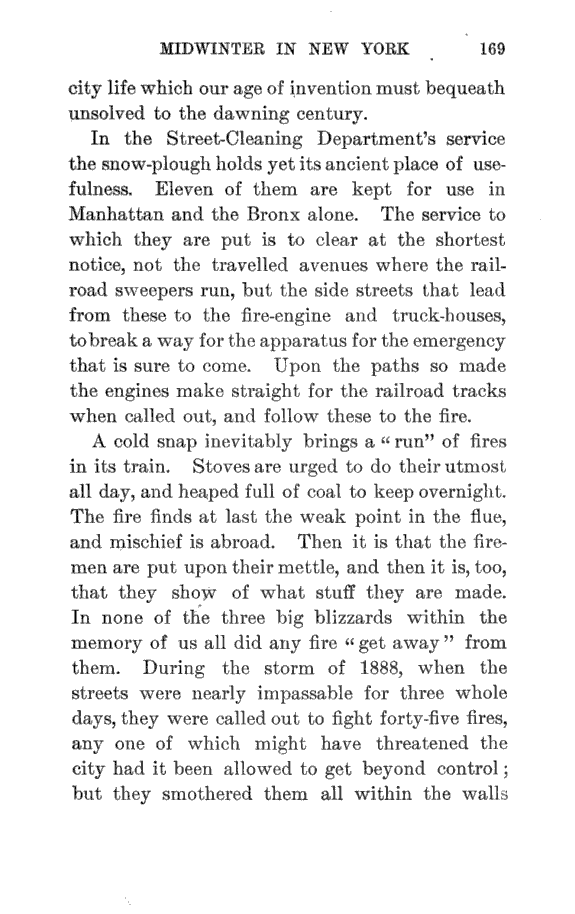 MIDWINTER IN NEW YORK 169
city life which our age of invention must bequeath
unsolved to the dawning century.
In the Street-Cleaning Department's service
the snow-plough holds yet its ancient place of use-
fulness. Eleven of them are kept for use in
Manhattan and the Bronx alone. The service to
which they are put is to clear at the shortest
notice, not the travelled avenues where the rail-
road sweepers run, but the side streets that lead
from these to the fire-engine and truck-houses,
to break a way for the apparatus for the emergency
that is sure to come. Upon the paths so made
the engines make straight for the railroad tracks
when called out, and follow these to the fire.
A cold snap inevitably brings a "run" of fires
in its train. Stoves are urged to do their utmost
all day, and heaped full of coal to keep overnight.
The fire finds at last the weak point in the flue,
and mischief is abroad. Then it is that the fire-
men are put upon their mettle, and then it is, too,
that they show of what stuff they are made.
In none of the three big blizzards within the
memory of us all did any fire "get away" from
them. During the storm of 1888, when the
streets were nearly impassable for three whole
days, they were called out to fight forty-five fires,
any one of which might have threatened the
city had it been allowed to get beyond control;
but they smothered them all within the walls